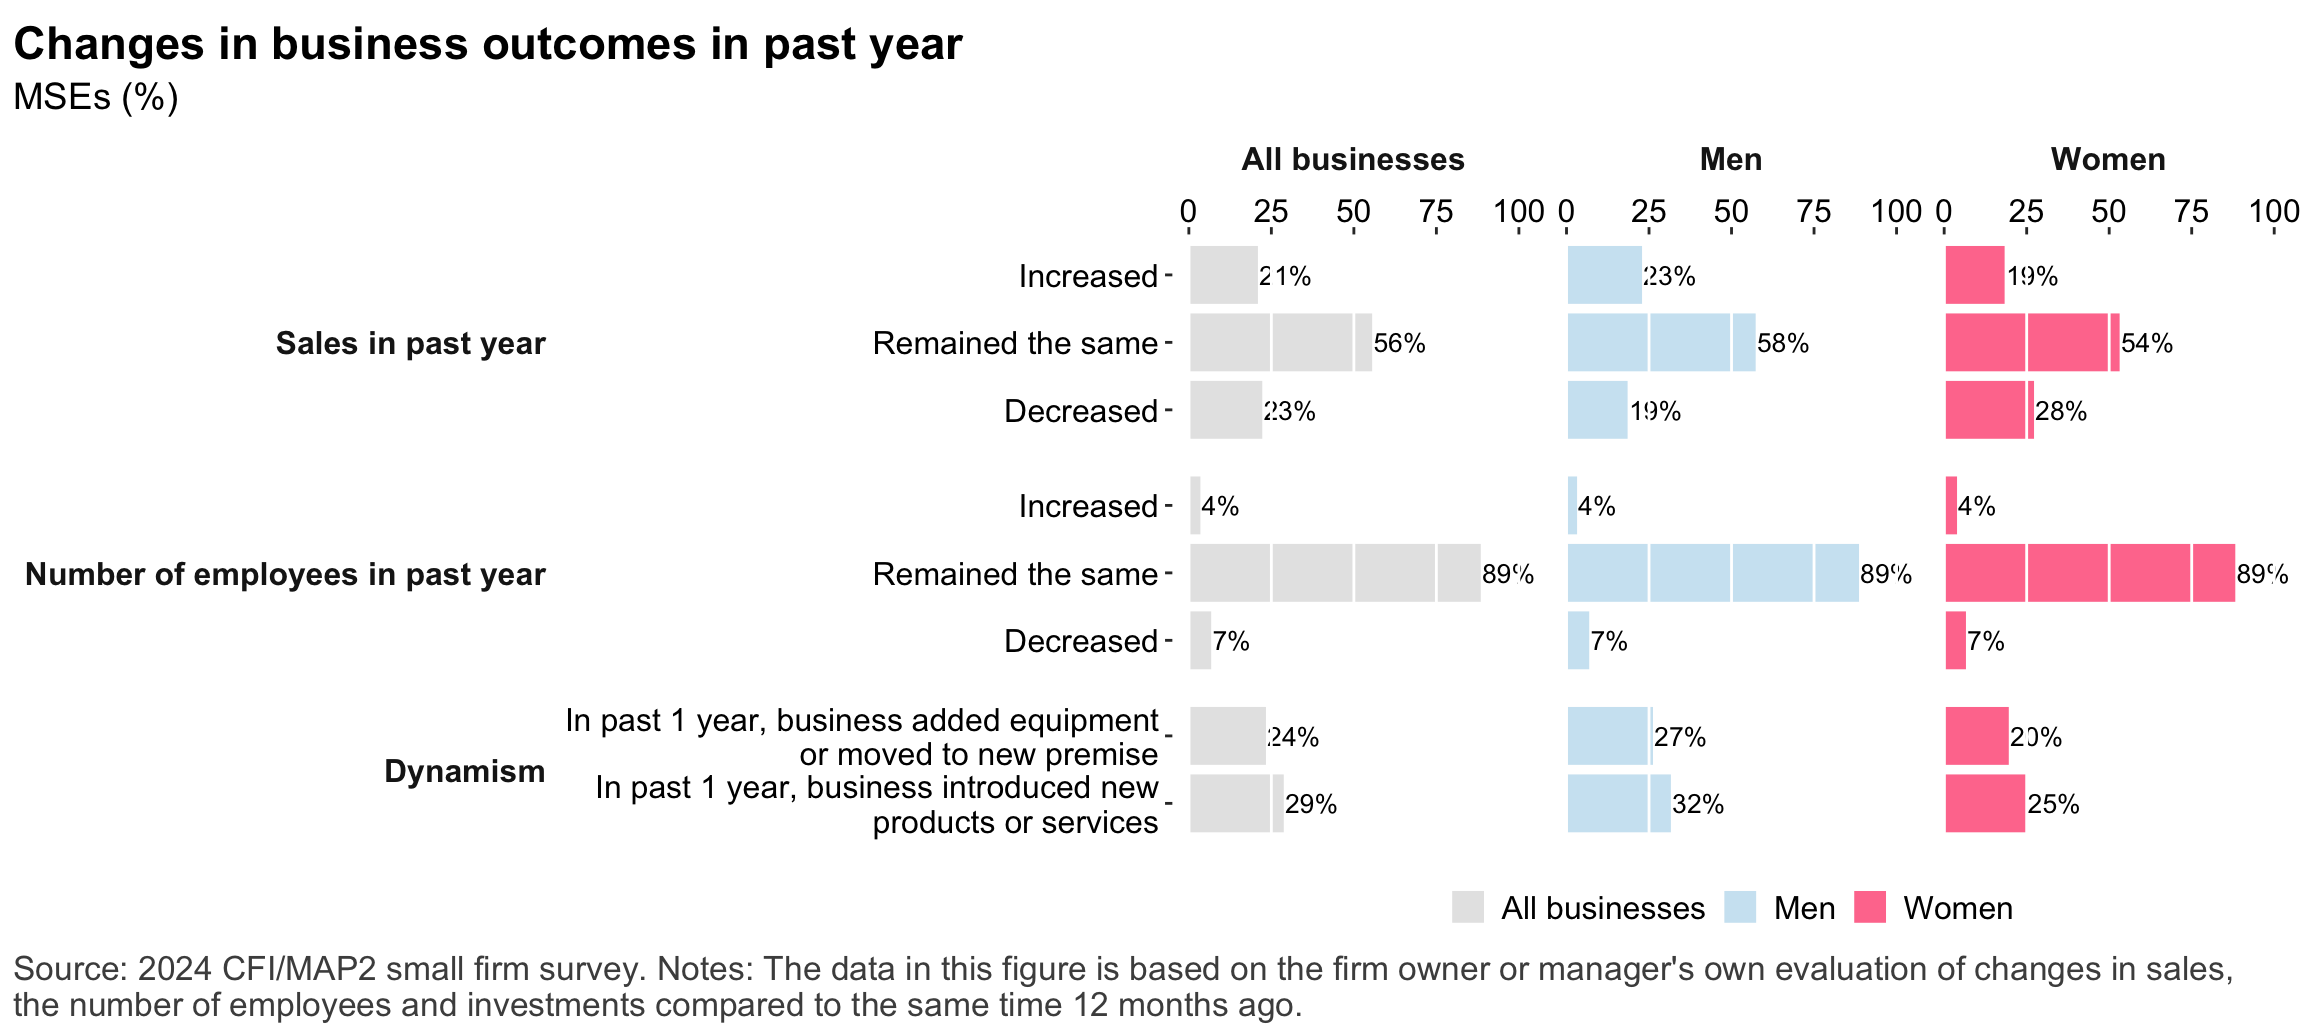 Changes in business outcomes in past year
MSEs (%)
All businesses Men Women
0 25 50 75 100 0 25 50 75 100 0 25 50 75 100
Sales in past year
Increased 21% 23% 19%
Remained the same 56% 58% 54%
Decreased 23% 19% 28%
Number of employees in past year
Increased 4% 4% 4%
Remained the same 89% 89% 89%
Decreased 7% 7% 7%
Dynamism
In past 1 year, business added equipment
or moved to new premise
24% 27% 20%
In past 1 year, business introduced new
products or services
29% 32% 25%
All businesses Men Women
Source: 2024 CFI/MAP2 small firm survey. Notes: The data in this figure is based on the firm owner or manager's own evaluation of changes in sales,
the number of employees and investments compared to the same time 12 months ago.